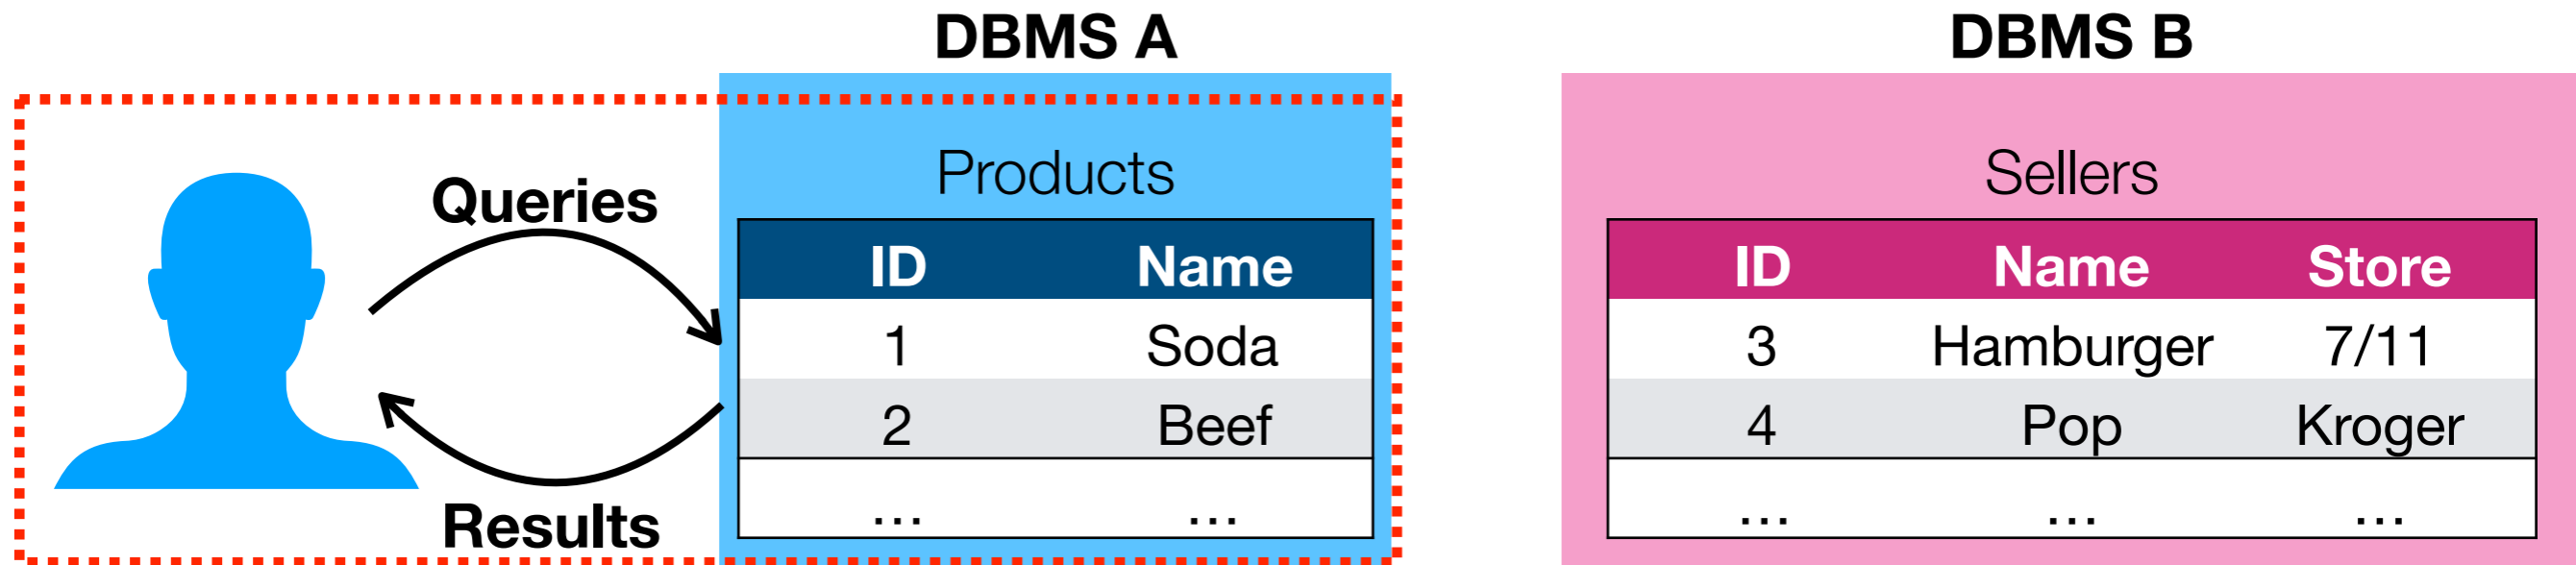 DBMS A
DBMS B
Queries
Results
Products
ID Name
1 Soda
2 Beef
... ...
Sellers
ID Name Store
3 Hamburger 7/11
4 Pop Kroger
... ... ...